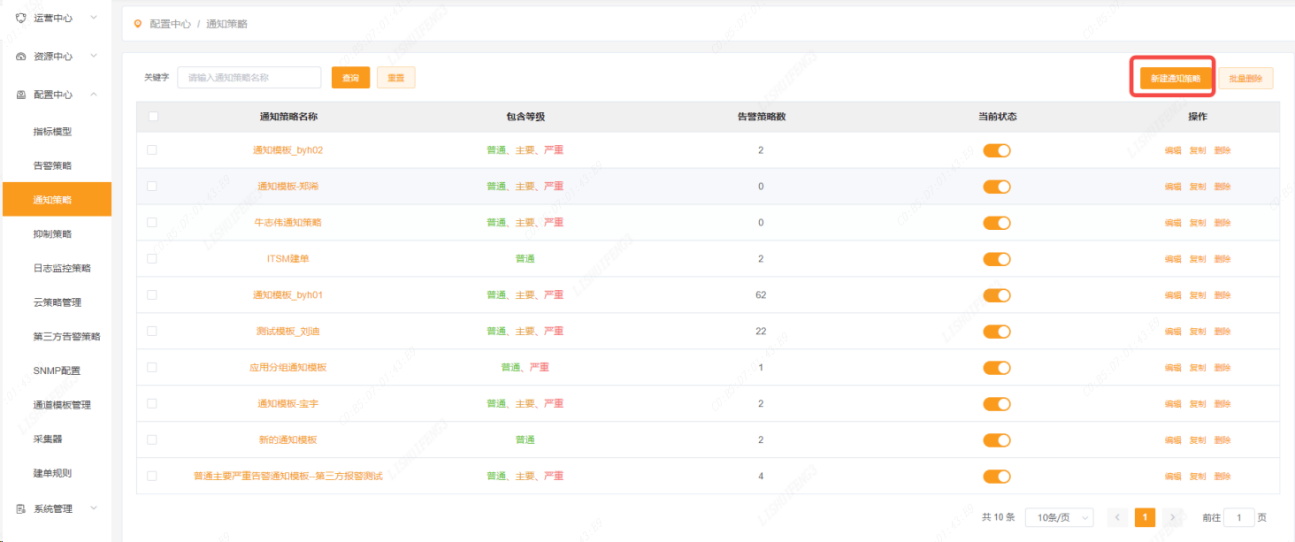 运营中心
资源中心
配置中心
指标模型
告警策略
通知策略
抑制策略
日志监控策略
云策略管理
第三方告警策略
SNMP配置
通道模板管理
采集器
建单规则
系统管理
配置中心 / 通知策略
关键字 请输入通知策略名称 查询 重置 新建通知策略 批量删除
通知策略名称 包含等级 告警策略数 当前状态 操作
通知模板_byh02 普通、主要、严重 2 编辑 复制 删除
通知模板-郑浠 普通、主要、严重 0 编辑 复制 删除
牛志伟通知策略 普通、主要、严重 0 编辑 复制 删除
ITSM建单 普通 2 编辑 复制 删除
通知模板_byh01 普通、主要、严重 62 编辑 复制 删除
测试模板_刘迪 普通、主要、严重 22 编辑 复制 删除
应用分组通知模板 普通、严重 1 编辑 复制 删除
通知模板-宝宇 普通、主要、严重 2 编辑 复制 删除
新的通知模板 普通 2 编辑 复制 删除
普通主要严重告警通知模板--第三方报警测试 普通、主要、严重 4 编辑 复制 删除
共 10 条 10条/页 1 前往 1 页